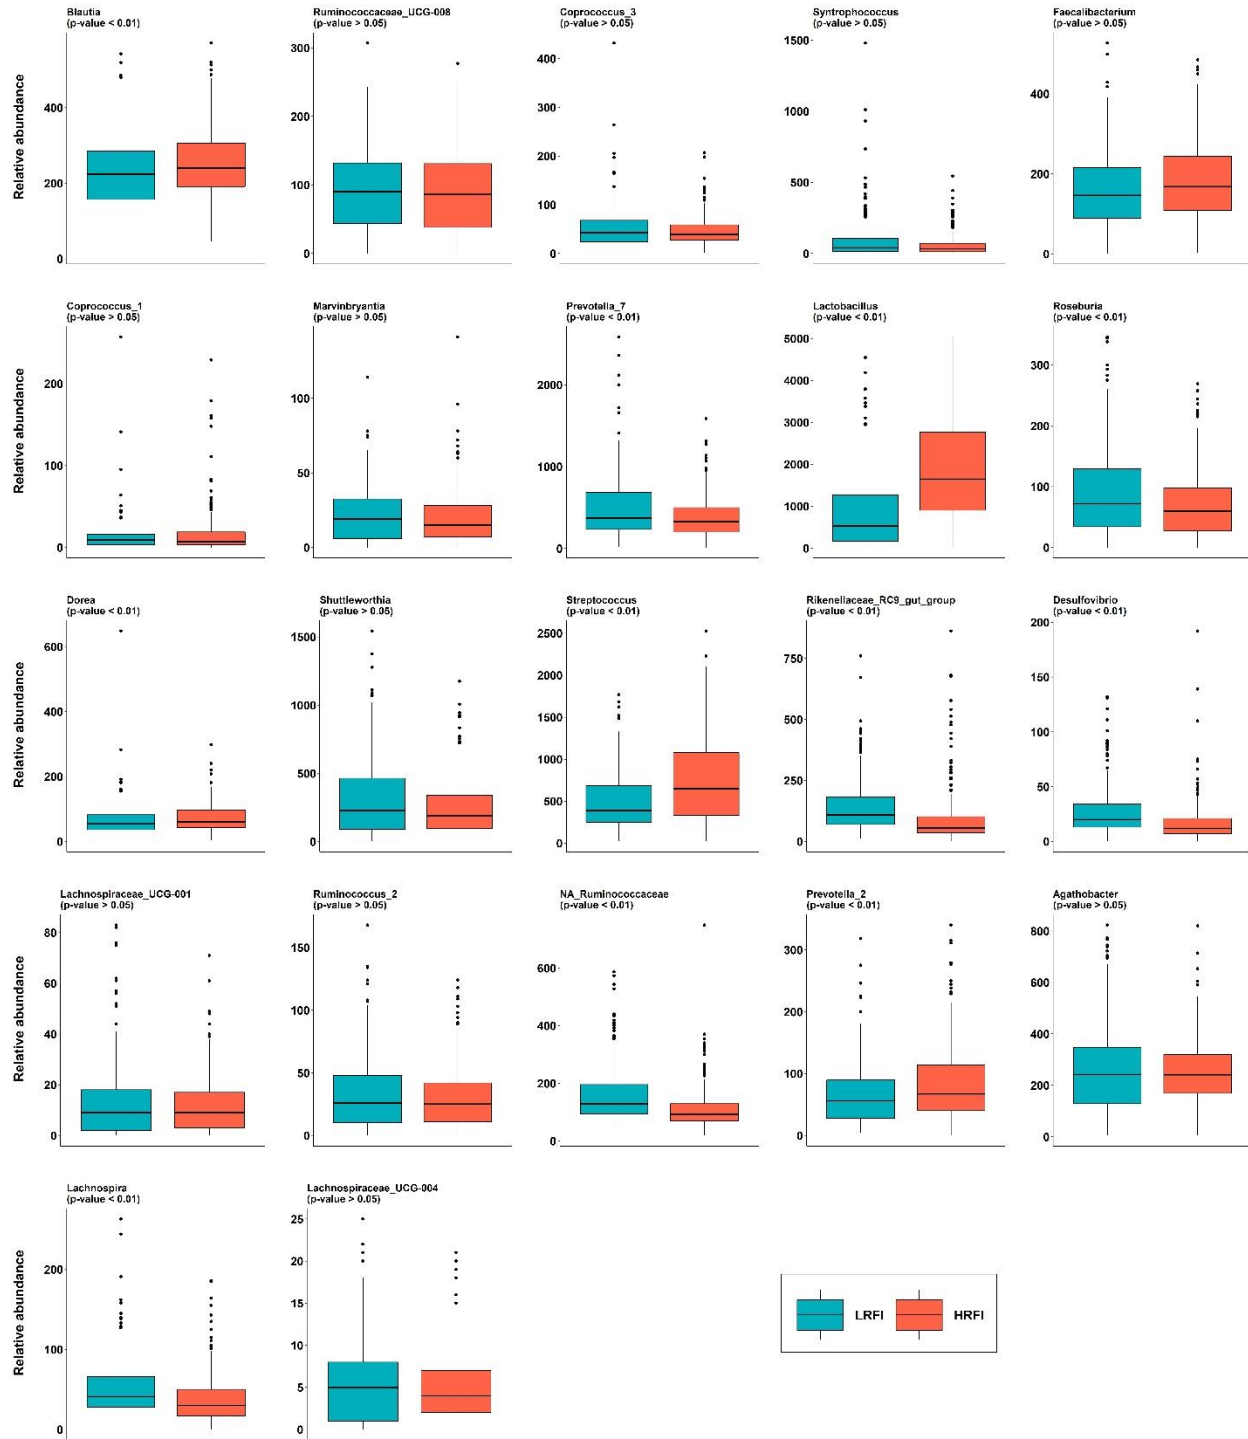 Blautia
(p-value < 0.01)
Ruminococcaceae_UCG-008
(p-value > 0.05)
Coprococcus_3
(p-value > 0.05)
Syntrophococcus
(p-value > 0.05)
Faecalibacterium
(p-value > 0.05)
Relative abundance
400
200
0
300
200
100
0
400
300
200
100
0
1500
1000
500
0
400
200
0
Coprococcus_1
(p-value > 0.05)
Marvinbryantia
(p-value > 0.05)
Prevotella_7
(p-value < 0.01)
Lactobacillus
(p-value < 0.01)
Roseburia
(p-value < 0.01)
Relative abundance
200
100
0
100
50
0
2000
1000
0
5000
4000
3000
2000
1000
0
300
200
100
0
Dorea
(p-value < 0.01)
Shuttleworthia
(p-value > 0.05)
Streptococcus
(p-value < 0.01)
Rikenellaceae_RC9_gut_group
(p-value < 0.01)
Desulfovibrio
(p-value < 0.01)
Relative abundance
600
400
200
0
1500
1000
500
0
2500
2000
1500
1000
500
0
750
500
250
0
200
150
100
50
0
Lachnospiraceae_UCG-001
(p-value > 0.05)
Ruminococcus_2
(p-value > 0.05)
NA_Ruminococcaceae
(p-value < 0.01)
Prevotella_2
(p-value < 0.01)
Agathobacter
(p-value > 0.05)
Relative abundance
80
60
40
20
10
0
150
100
50
0
600
400
200
0
300
200
100
0
800
600
400
200
0
Lachnospira
(p-value < 0.01)
Lachnospiraceae_UCG-004
(p-value > 0.05)
Relative abundance
200
100
50
0
25
20
15
10
5
0
LRFI
HRFI